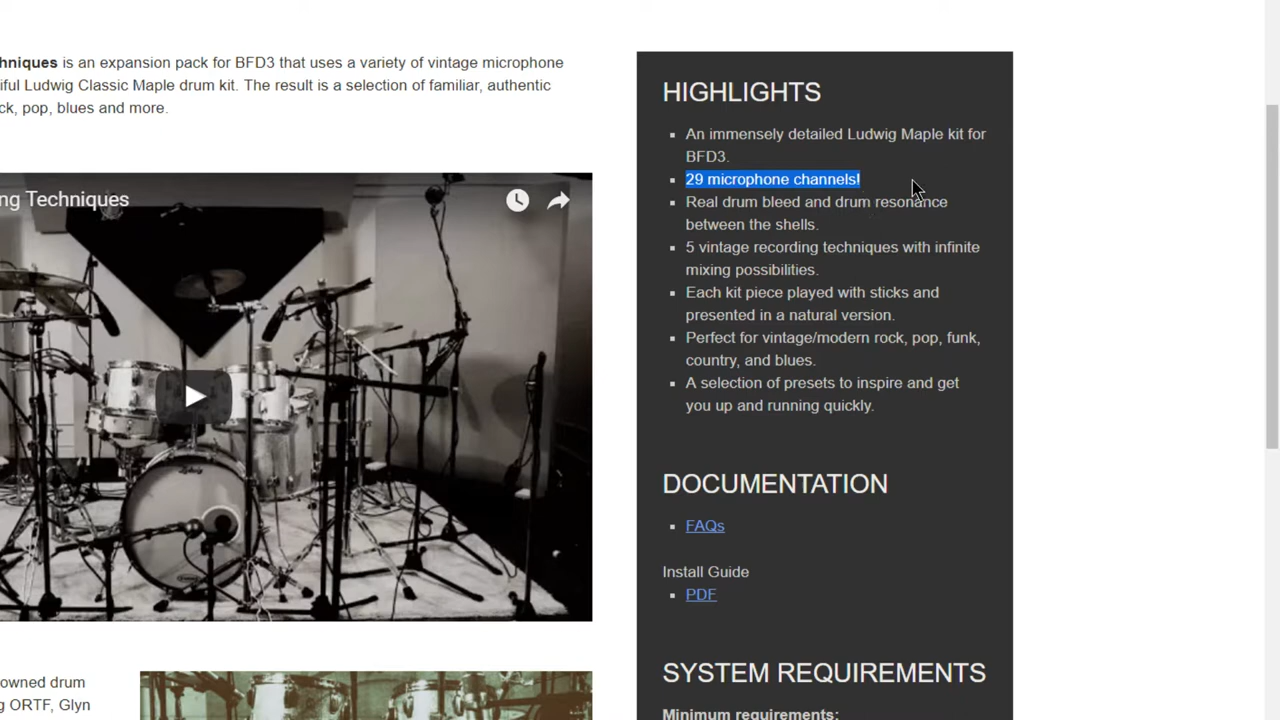 hniques is an expansion pack for BFD3 that uses a variety of vintage microphone
iful Ludwig Classic Maple drum kit. The result is a selection of familiar, authentic
ck, pop, blues and more.
ng Techniques
owned drum
ng ORTF, Glyn
HIGHLIGHTS
An immensely detailed Ludwig Maple kit for
BFD3.
29 microphone channels!
Real drum bleed and drum resonance
between the shells.
5 vintage recording techniques with infinite
mixing possibilities.
Each kit piece played with sticks and
presented in a natural version.
Perfect for vintage/modern rock, pop, funk,
country, and blues.
A selection of presets to inspire and get
you up and running quickly.
DOCUMENTATION
FAQs
Install Guide
PDF
SYSTEM REQUIREMENTS
Minimum requirements: